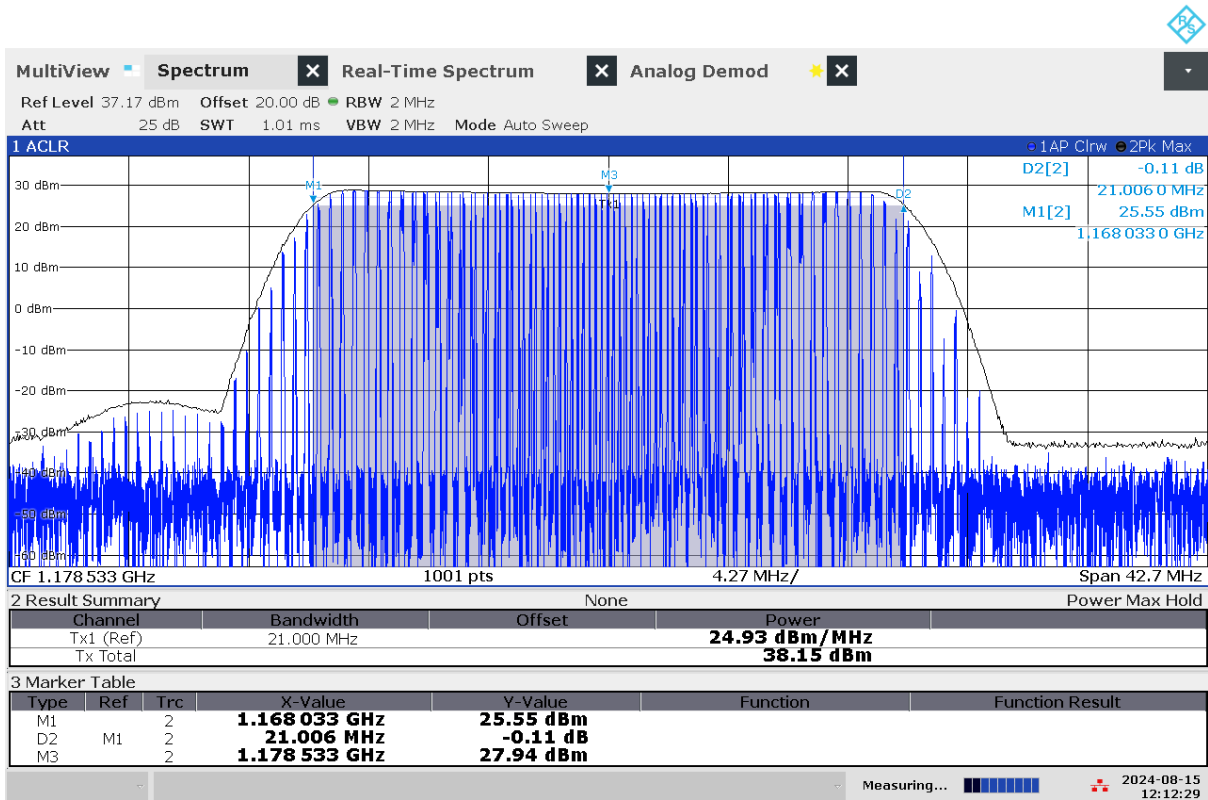 R&S
MultiView Spectrum Real-Time Spectrum Analog Demod
Ref Level 37.17 dBm Offset 20.00 dB RBW 2 MHz
Att 25 dB SWT 1.01 ms VBW 2 MHz Mode Auto Sweep
1 ACLR 1AP Clrw 2Pk Max
D2[2] -0.11 dB
21.006 0 MHz
M1[2] 25.55 dBm
1.168 033 0 GHz
M1 M3 D2
Tx1
30 dBm
20 dBm
10 dBm
0 dBm
-10 dBm
-20 dBm
-30 dBm
-40 dBm
-50 dBm
-60 dBm
CF 1.178 533 GHz 1001 pts 4.27 MHz/ Span 42.7 MHz
2 Result Summary None Power Max Hold
Channel Bandwidth Offset Power
Tx1 (Ref) 21.000 MHz 24.93 dBm/MHz
Tx Total 38.15 dBm
3 Marker Table
Type Ref Trc X-Value Y-Value Function Function Result
M1 2 1.168 033 GHz 25.55 dBm
D2 M1 2 21.006 MHz -0.11 dB
M3 2 1.178 533 GHz 27.94 dBm
Measuring... 2024-08-15
12:12:29